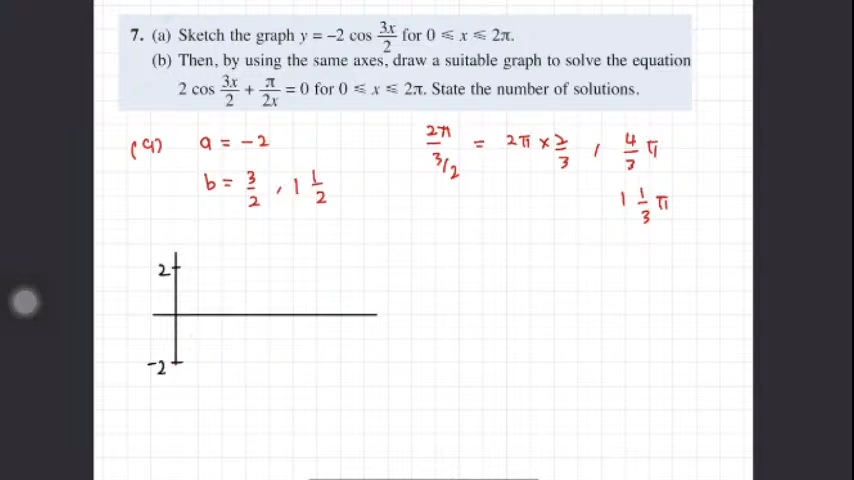 7. (a) Sketch the graph y = –2 cos 3x/2 for 0 ⩽ x ⩽ 2π.
(b) Then, by using the same axes, draw a suitable graph to solve the equation
2 cos 3x/2 + π/2x = 0 for 0 ⩽ x ⩽ 2π. State the number of solutions.
(a) a = -2
b = 3/2 , 1 1/2
2π / 3/2 = 2π × 2/3 , 4/3 π
1 1/3 π
2
-2